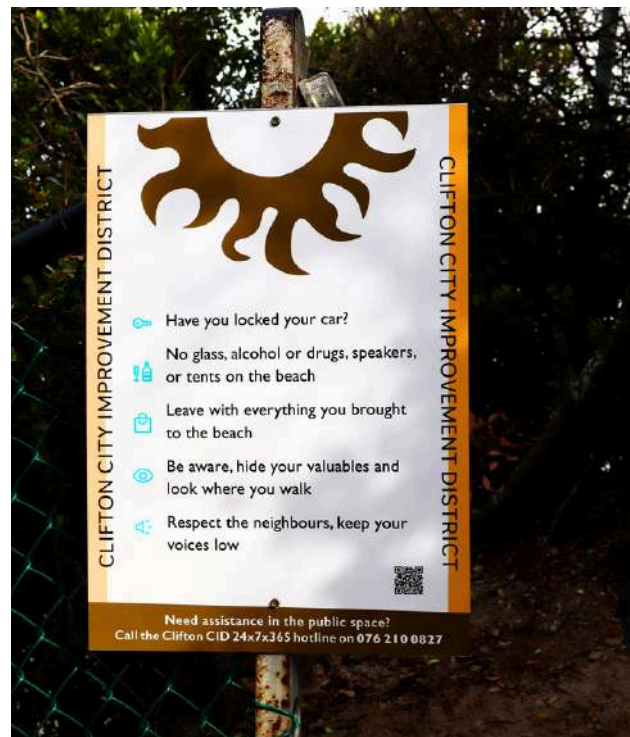 CLIFTON CITY IMPROVEMENT DISTRICT
CLIFTON CITY IMPROVEMENT DISTRICT
Have you locked your car?
No glass, alcohol or drugs, speakers,
or tents on the beach
Leave with everything you brought
to the beach
Be aware, hide your valuables and
look where you walk
Respect the neighbours, keep your
voices low
Need assistance in the public space?
Call the Clifton CID 24x7x365 hotline on 076 210 0827